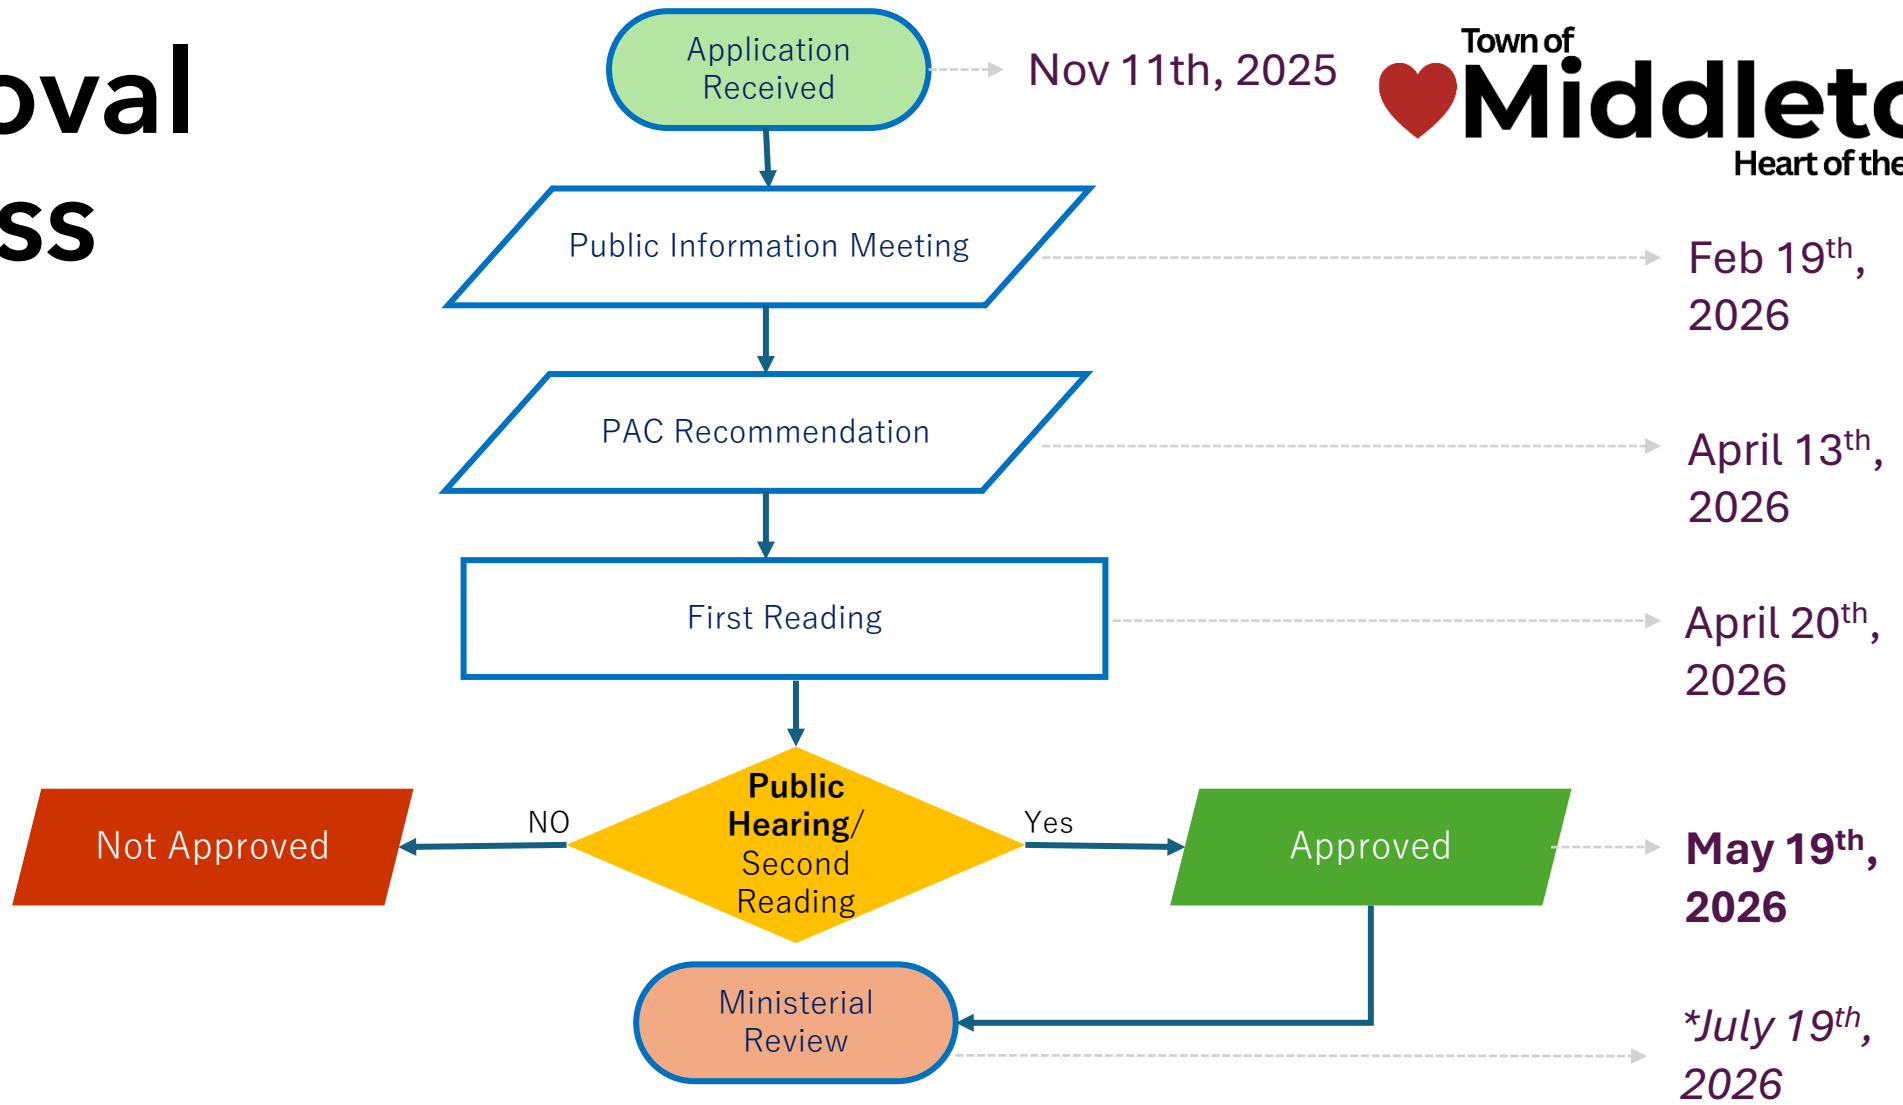 oval
ss
Application
Received
Nov 11th, 2025
Town of
Middleto
Heart of the
Public Information Meeting
Feb 19th,
2026
PAC Recommendation
April 13th,
2026
First Reading
April 20th,
2026
Not Approved
NO
Public
Hearing/
Second
Reading
Yes
Approved
May 19th,
2026
Ministerial
Review
*July 19th,
2026